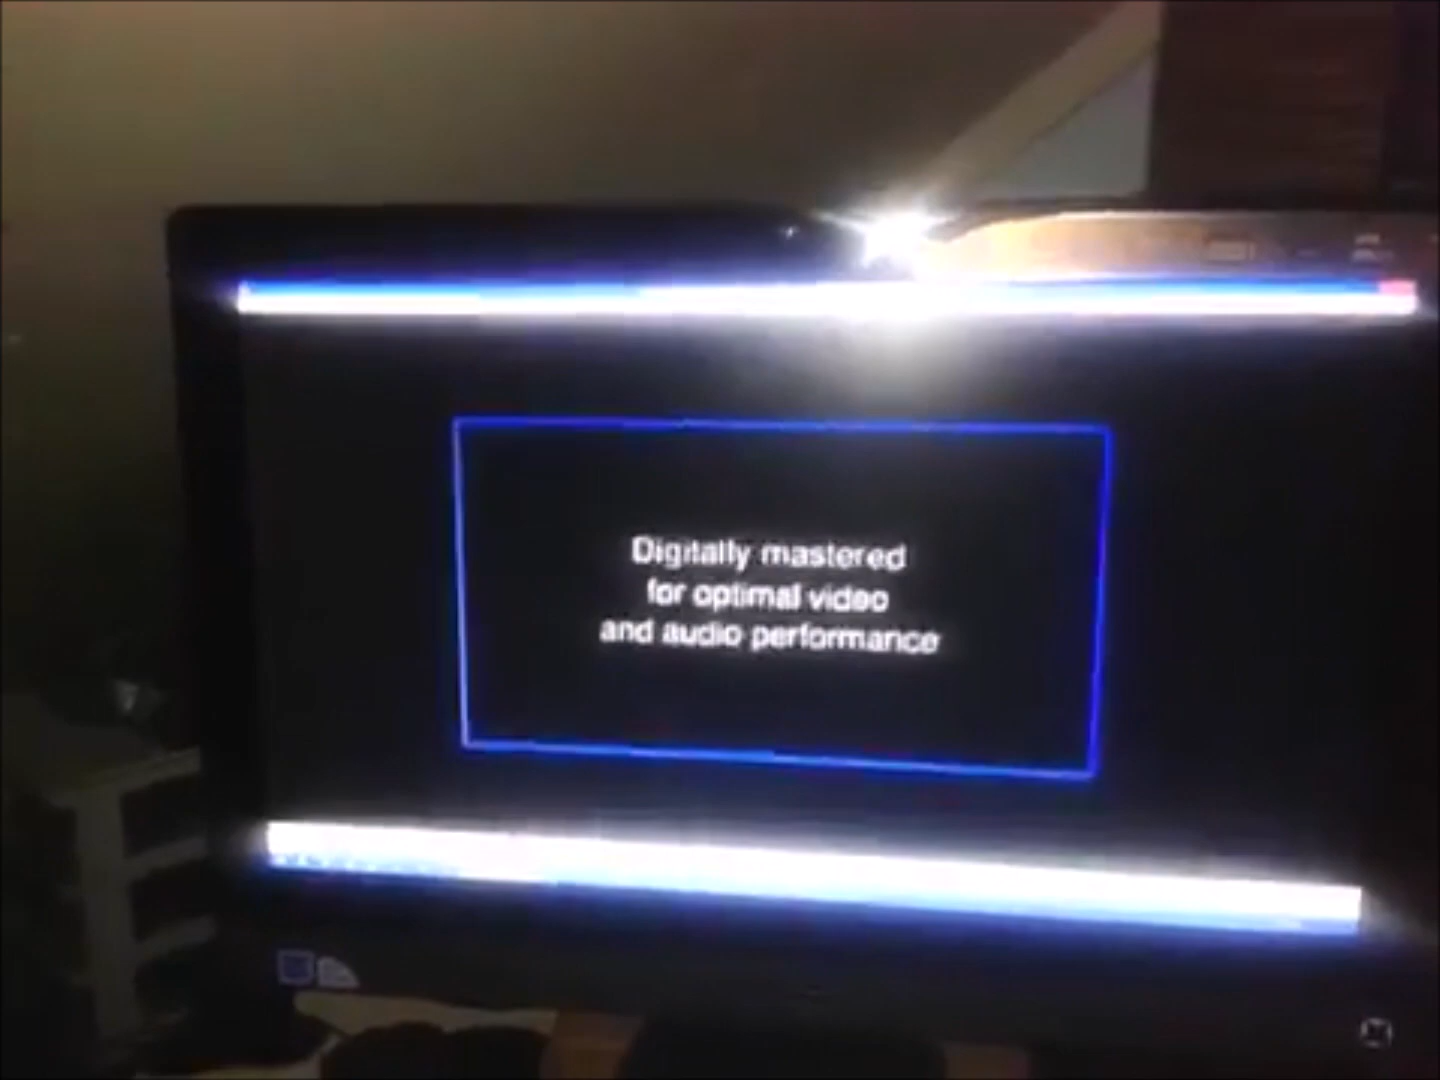 Digitally mastered
for optimal video
and audio performance